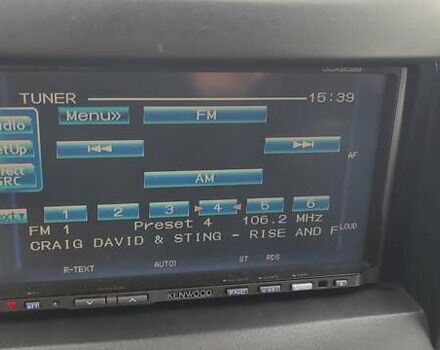 TUNER 15:39
Menu» FM
AF
AM
1 2 3 4 5 6
FM 1 Preset 4 106.2 MHz
LOUD
CRAIG DAVID & STING - RISE AND F
R-TEXT AUTO1 ST RDS
ATT KENWOOD